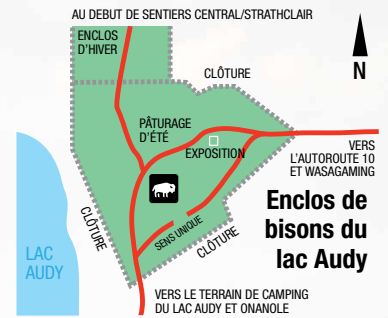 AU DEBUT DE SENTIERS CENTRAL/STRATHCLAIR
ENCLOS
D'HIVER
CLÔTURE
N
PÂTURAGE
D'ÉTÉ
EXPOSITION
VERS
L'AUTOROUTE 10
ET WASAGAMING
Enclos de
bisons du
lac Audy
CLÔTURE
SENS UNIQUE
CLÔTURE
LAC
AUDY
VERS LE TERRAIN DE CAMPING
DU LAC AUDY ET ONANOLE